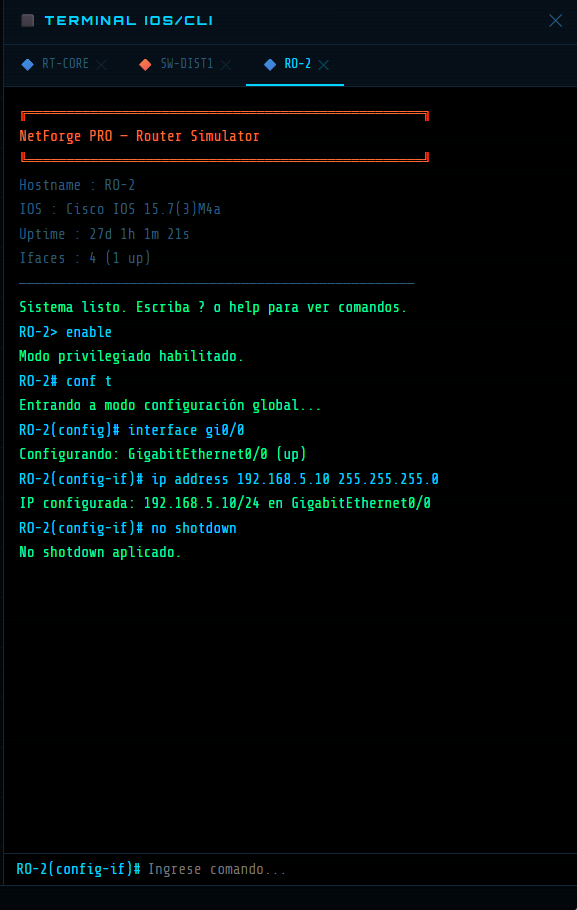 TERMINAL IOS/CLI
RT-CORE SW-DIST1 RO-2
NetForge PRO — Router Simulator
Hostname : RO-2
IOS : Cisco IOS 15.7(3)M4a
Uptime : 27d 1h 1m 21s
Ifaces : 4 (1 up)
Sistema listo. Escriba ? o help para ver comandos.
RO-2> enable
Modo privilegiado habilitado.
RO-2# conf t
Entrando a modo configuración global...
RO-2(config)# interface gi0/0
Configurando: GigabitEthernet0/0 (up)
RO-2(config-if)# ip address 192.168.5.10 255.255.255.0
IP configurada: 192.168.5.10/24 en GigabitEthernet0/0
RO-2(config-if)# no shotdown
No shotdown aplicado.
RO-2(config-if)# Ingrese comando...